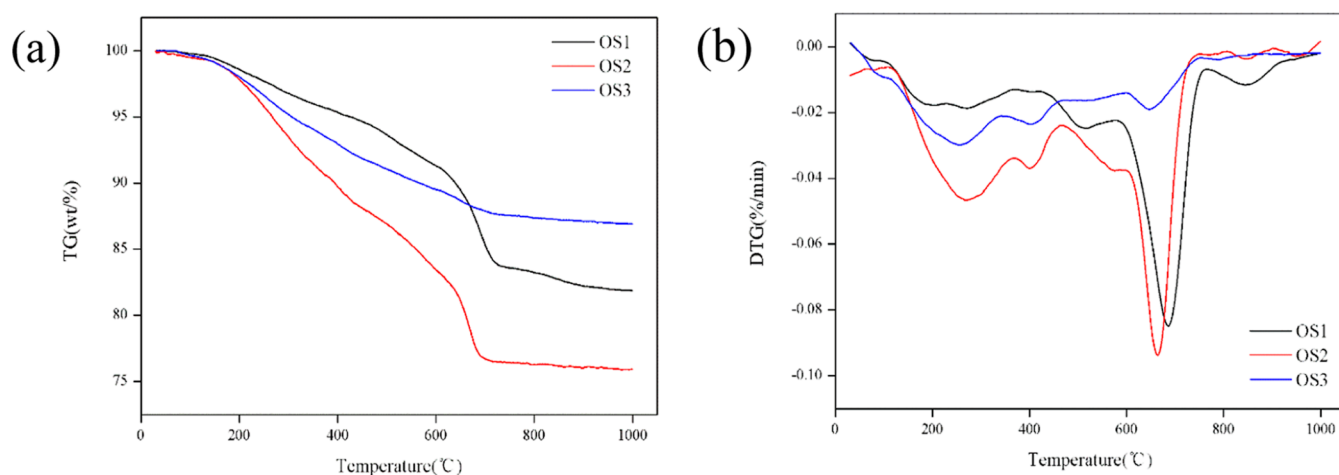 (a)
100
95
90
85
80
75
TG(wt/%)
0
200
400
600
800
1000
Temperature(℃)
OS1
OS2
OS3
(b)
0.00
-0.02
-0.04
-0.06
-0.08
-0.10
DTG(%/min)
0
200
400
600
800
1000
Temperature(℃)
OS1
OS2
OS3